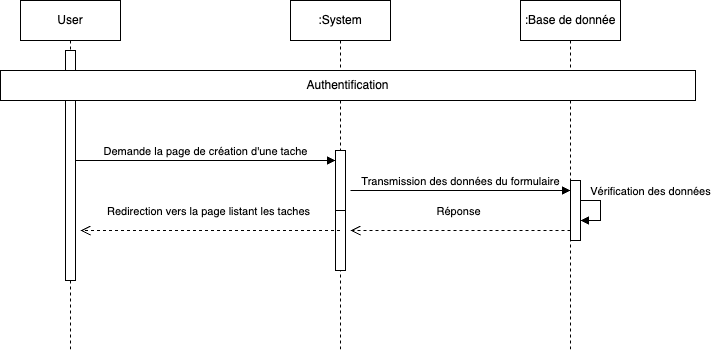 User
:System
:Base de donnée
Authentification
Demande la page de création d'une tache
Transmission des données du formulaire
Vérification des données
Redirection vers la page listant les taches
Réponse